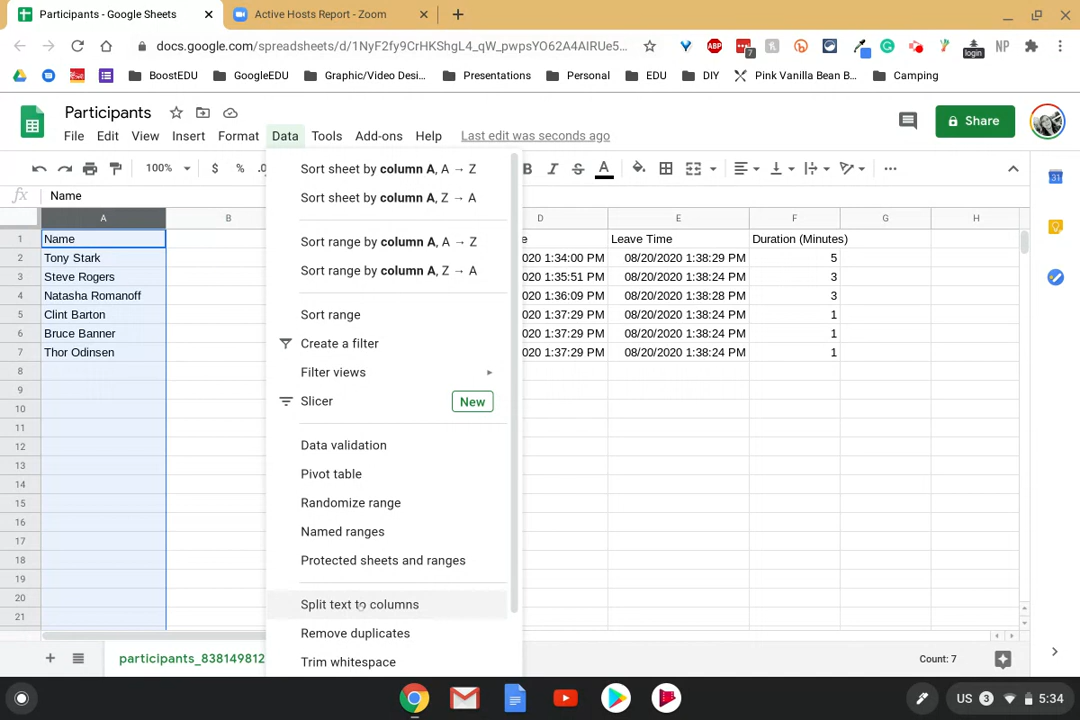 Participants - Google Sheets
Active Hosts Report - Zoom
docs.google.com/spreadsheets/d/1NyF2fy9CrHKShgL4_qW_pwpsYO62A4AIRUe5...
ABP
7
login
NP
BoostEDU
GoogleEDU
Graphic/Video Desi...
Presentations
Personal
EDU
DIY
Pink Vanilla Bean B...
Camping
Participants
File
Edit
View
Insert
Format
Data
Tools
Add-ons
Help
Last edit was seconds ago
Share
100%
$
%
.0
B
I
S
A
fx
Name
A
B
D
E
F
G
H
1
Name
e
Leave Time
Duration (Minutes)
2
Tony Stark
020 1:34:00 PM
08/20/2020 1:38:29 PM
5
3
Steve Rogers
020 1:35:51 PM
08/20/2020 1:38:24 PM
3
4
Natasha Romanoff
020 1:36:09 PM
08/20/2020 1:38:28 PM
3
5
Clint Barton
020 1:37:29 PM
08/20/2020 1:38:24 PM
1
6
Bruce Banner
020 1:37:29 PM
08/20/2020 1:38:24 PM
1
7
Thor Odinsen
020 1:37:29 PM
08/20/2020 1:38:24 PM
1
8
9
10
11
12
13
14
15
16
17
18
19
20
21
Sort sheet by column A, A → Z
Sort sheet by column A, Z → A
Sort range by column A, A → Z
Sort range by column A, Z → A
Sort range
Create a filter
Filter views
Slicer
New
Data validation
Pivot table
Randomize range
Named ranges
Protected sheets and ranges
Split text to columns
Remove duplicates
Trim whitespace
31
participants_838149812
Count: 7
US
3
5:34